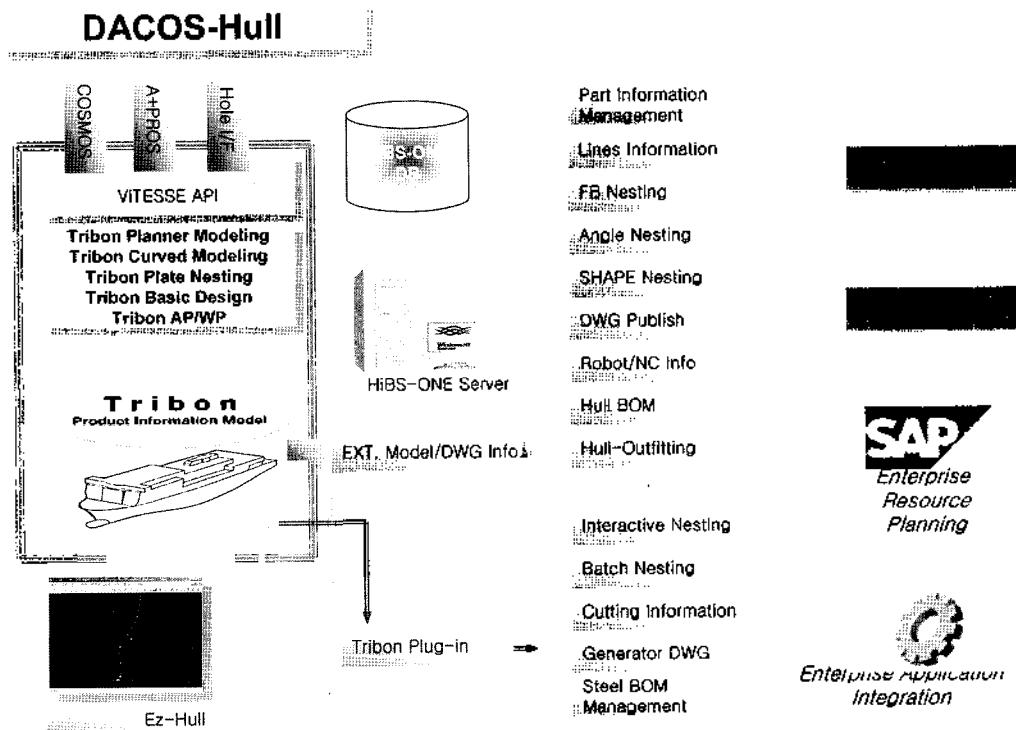 DACOS-Hull
COSMOS
A+PROS
Hole I/F
ViTESSE API
Tribon Planner Modeling
Tribon Curved Modeling
Tribon Plate Nesting
Tribon Basic Design
Tribon AP/WP
Tribon
Product Information Model
HiBS-ONE Server
EXT. Model/DWG Info
Ez-Hull
Tribon Plug-in
Part Information
Management
Lines Information
FB Nesting
Angle Nesting
SHAPE Nesting
DWG Publish
Robot/NC Info
Hull BOM
Hull-Outfitting
Interactive Nesting
Batch Nesting
Cutting Information
Generator DWG
Steel BOM
Management
SAP
Enterprise
Resource
Planning
Enterprise Application
Integration